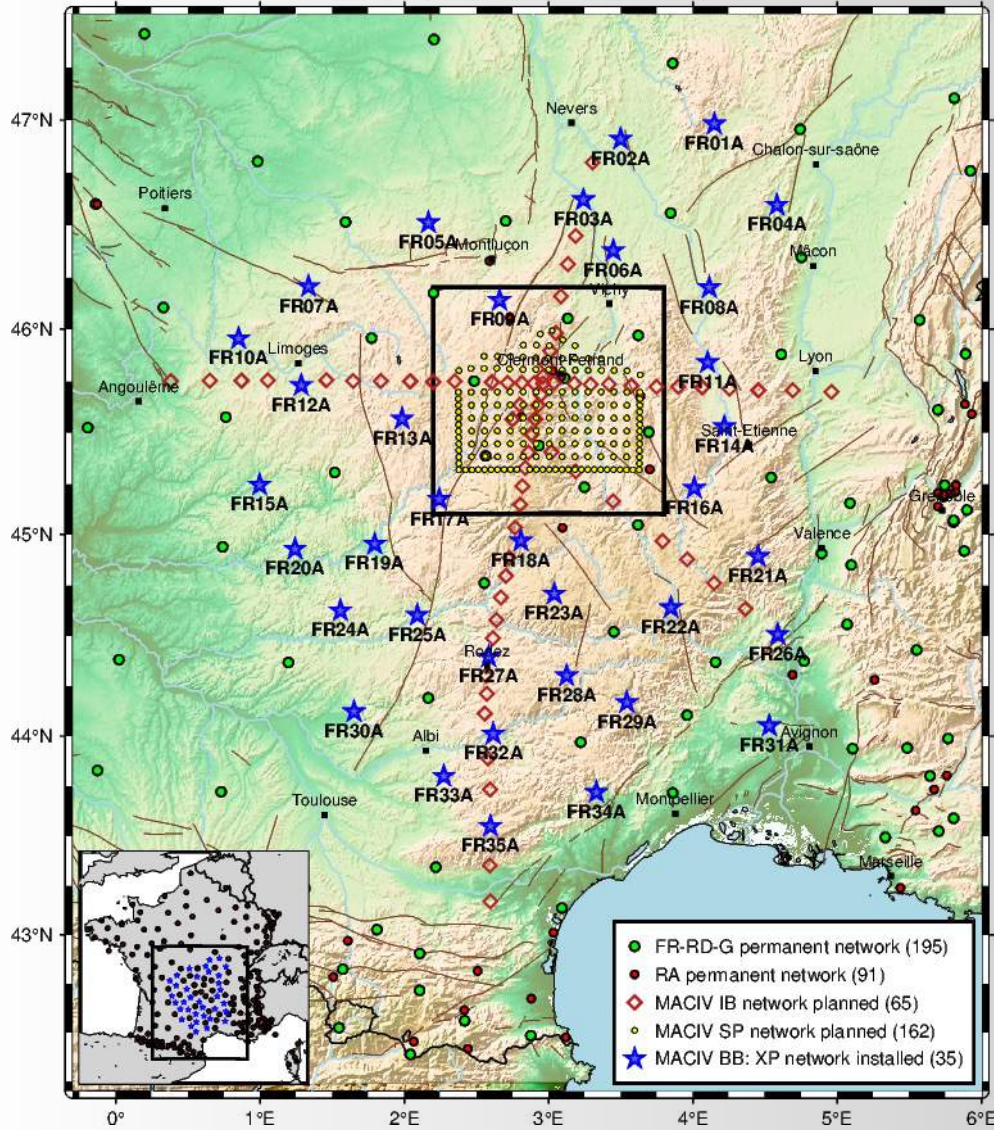 47°N
46°N
45°N
44°N
43°N
0°
1°E
2°E
3°E
4°E
5°E
6°E
Nevers
FR01A
FR02A
Chalon-sur-saône
Poitiers
FR03A
FR04A
FR05A
Montluçon
FR06A
Mâcon
FR07A
Vichy
FR08A
FR09A
FR10A
Limoges
Clermont-Ferrand
Lyon
FR11A
Angoulême
FR12A
FR13A
FR14A
Saint-Etienne
FR15A
FR16A
FR17A
Grenoble
FR18A
Valence
FR19A
FR20A
FR21A
FR22A
FR23A
FR24A
FR25A
FR26A
Rodez
FR27A
FR28A
FR29A
FR30A
Albi
FR31A
Avignon
FR32A
FR33A
FR34A
Toulouse
Montpellier
FR35A
Marseille
FR-RD-G permanent network (195)
RA permanent network (91)
MACIV IB network planned (65)
MACIV SP network planned (162)
MACIV BB: XP network installed (35)